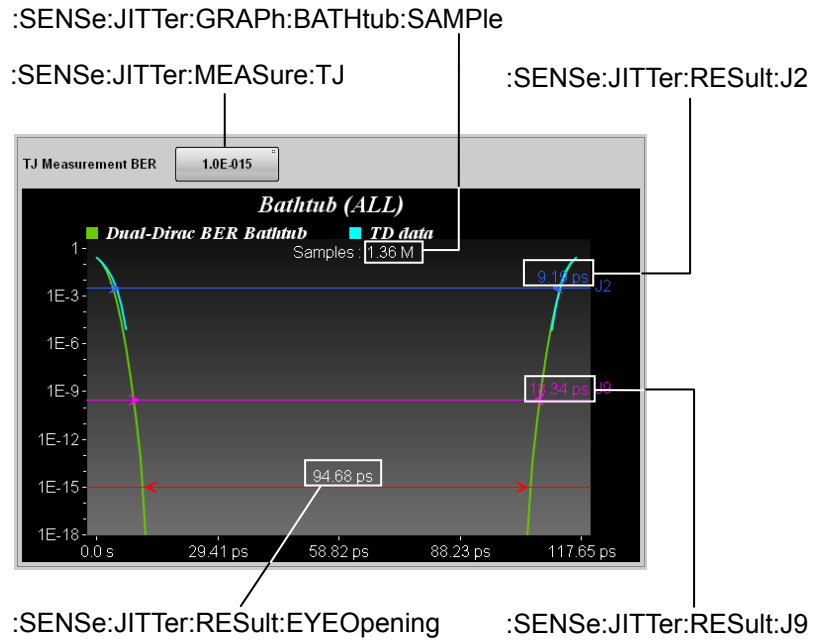 :SENSe:JITTer:GRAPh:BATHtub:SAMPle
:SENSe:JITTer:MEASure:TJ
:SENSe:JITTer:RESult:J2
TJ Measurement BER
1.0E-015
Bathtub (ALL)
Dual-Dirac BER Bathtub
TD data
Samples : 1.36 M
1
9.19 ps
J2
1E-3
1E-6
1E-9
18.34 ps
J9
1E-12
94.68 ps
1E-15
1E-18
0.0 s
29.41 ps
58.82 ps
88.23 ps
117.65 ps
:SENSe:JITTer:RESult:EYEOpening
:SENSe:JITTer:RESult:J9